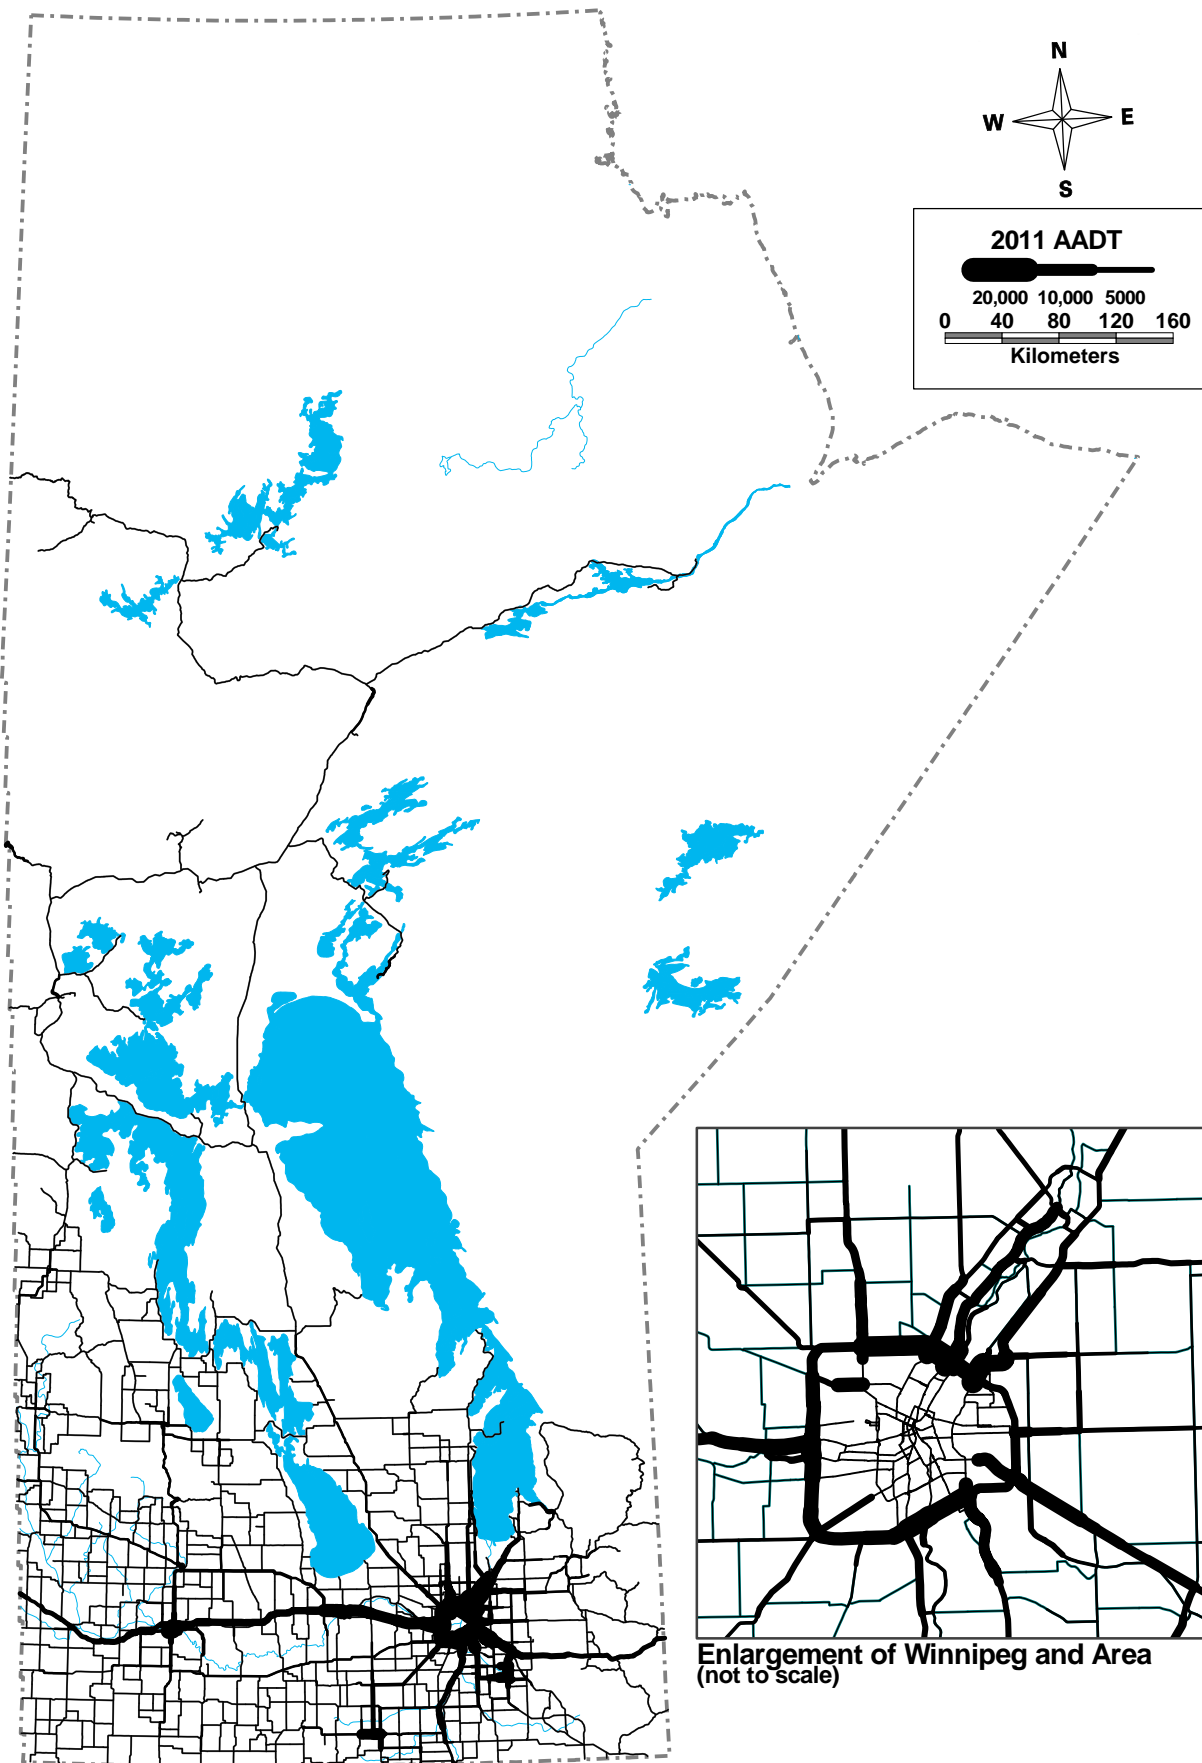 N
W E
S
2011 AADT
20,000 10,000 5000
0 40 80 120 160
Kilometers
Enlargement of Winnipeg and Area
(not to scale)